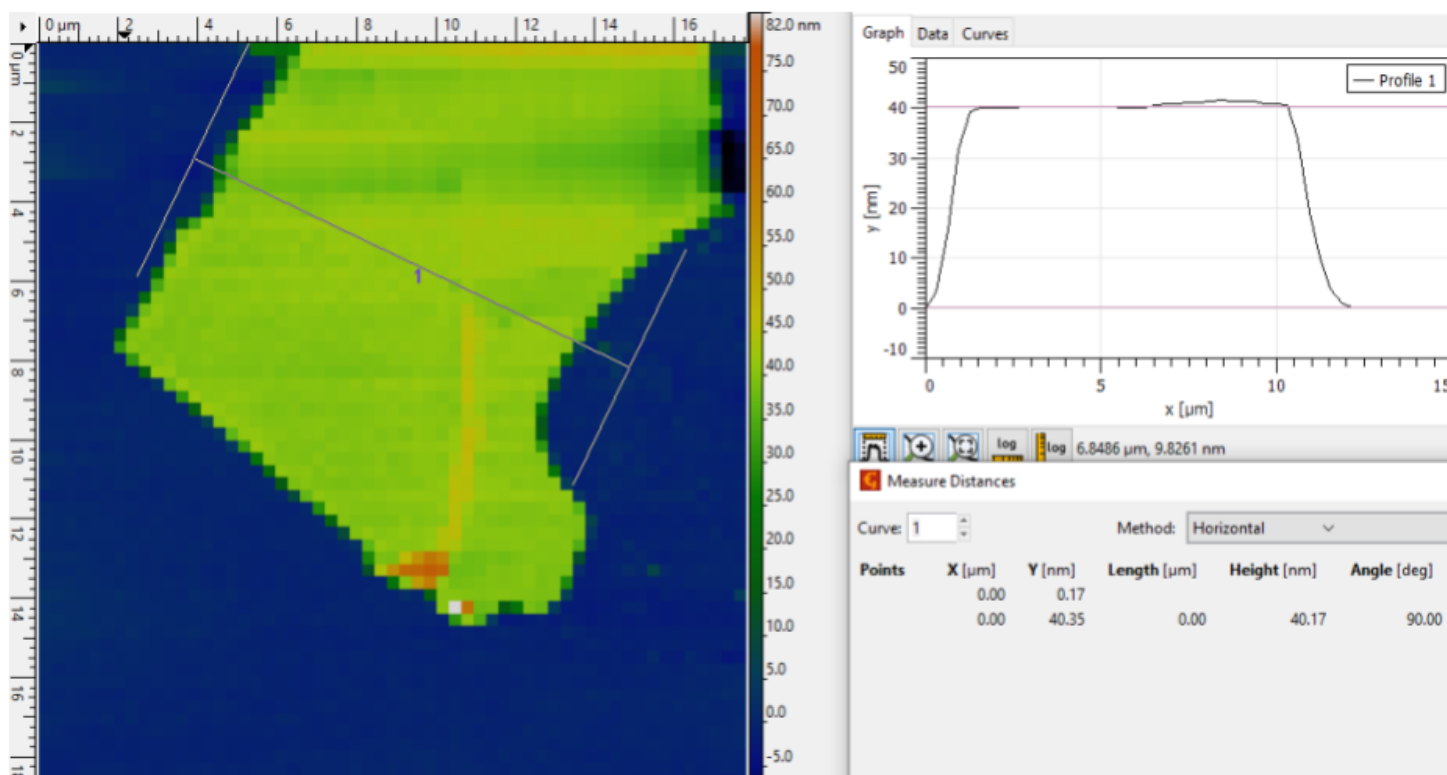 0 µm 2 4 6 8 10 12 14 16
0 µm
2
4
6
8
10
12
14
16
1
82.0 nm
75.0
70.0
65.0
60.0
55.0
50.0
45.0
40.0
35.0
30.0
25.0
20.0
15.0
10.0
5.0
0.0
-5.0
Graph Data Curves
Profile 1
50
40
30
20
10
0
-10
y [nm]
0 5 10 15
x [µm]
log log 6.8486 µm, 9.8261 nm
Measure Distances
Curve: 1 Method: Horizontal
Points X [µm] Y [nm] Length [µm] Height [nm] Angle [deg]
0.00 0.17
0.00 40.35 0.00 40.17 90.00